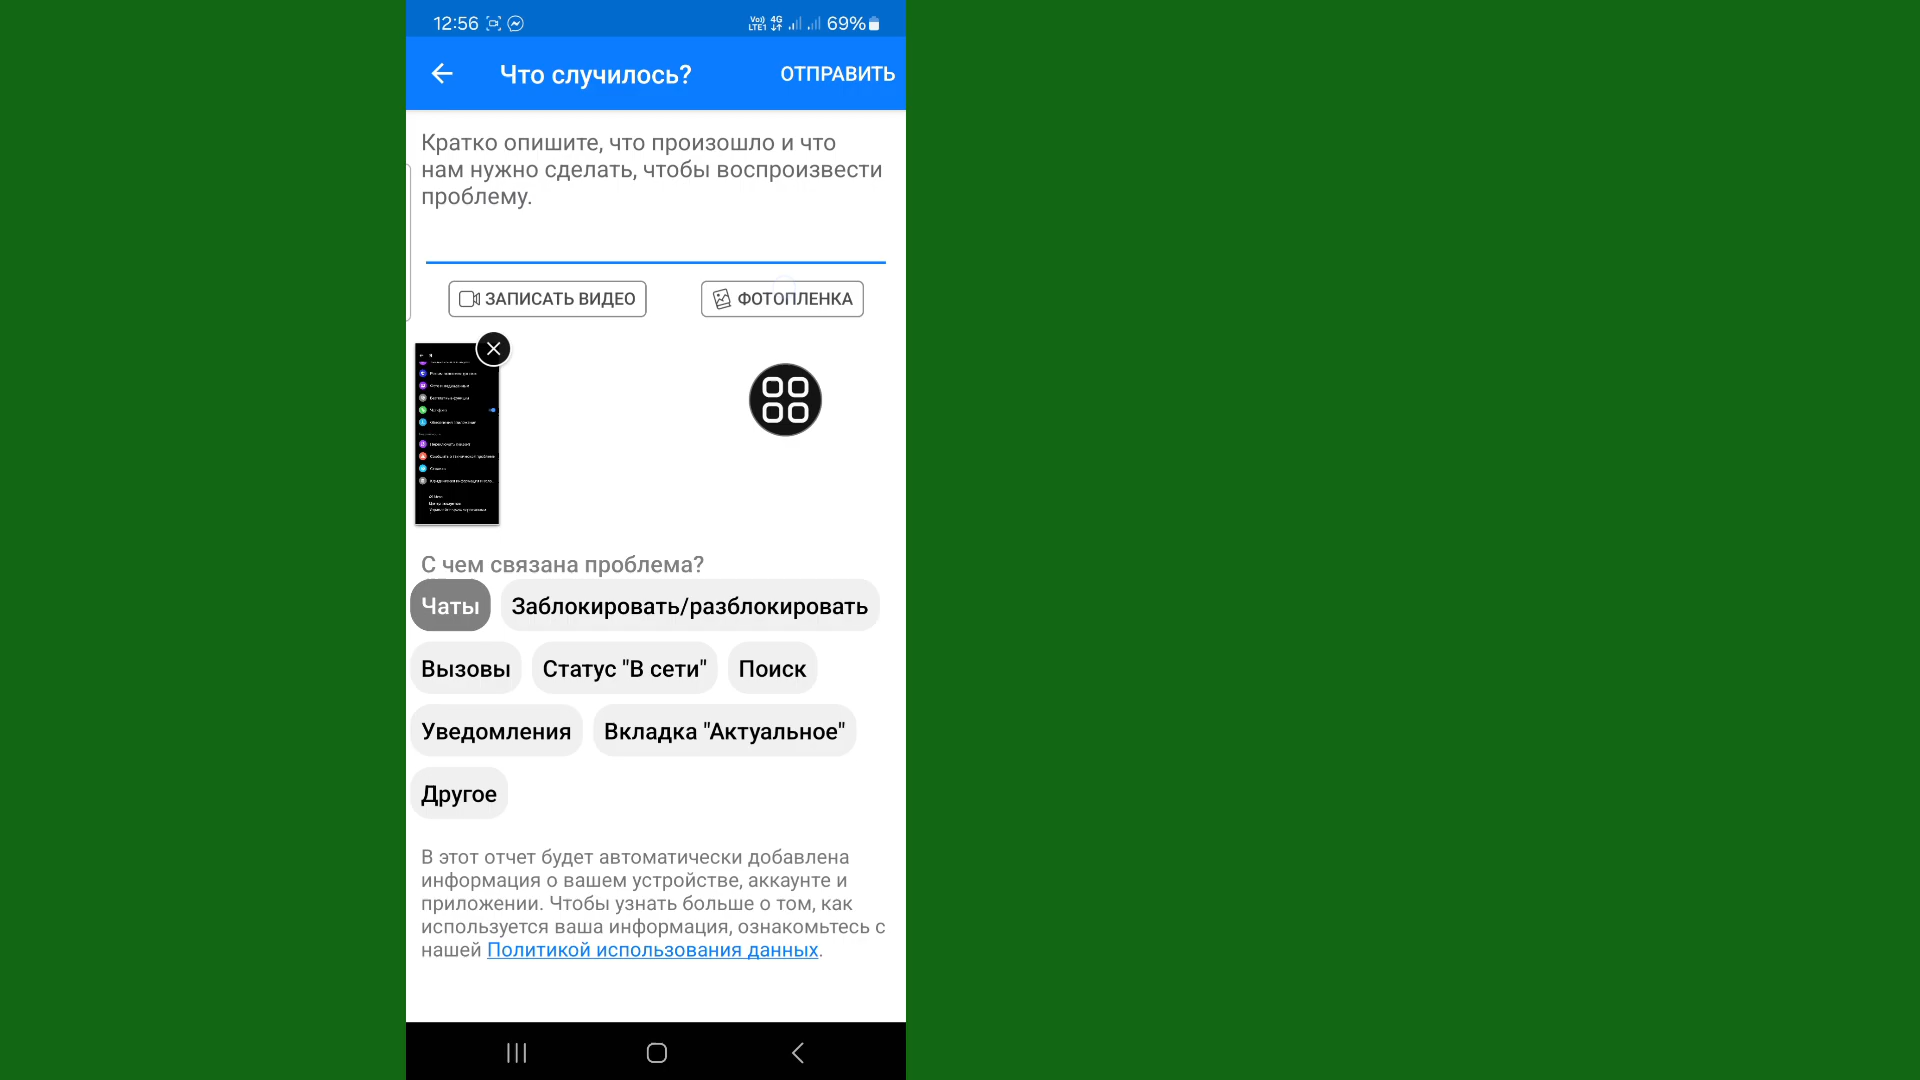 12:56 Vo)) LTE1 4G 69%
Что случилось? ОТПРАВИТЬ
Кратко опишите, что произошло и что
нам нужно сделать, чтобы воспроизвести
проблему.
ЗАПИСАТЬ ВИДЕО ФОТОПЛЕНКА
С чем связана проблема?
Чаты Заблокировать/разблокировать
Вызовы Статус "В сети" Поиск
Уведомления Вкладка "Актуальное"
Другое
В этот отчет будет автоматически добавлена
информация о вашем устройстве, аккаунте и
приложении. Чтобы узнать больше о том, как
используется ваша информация, ознакомьтесь с
нашей Политикой использования данных.